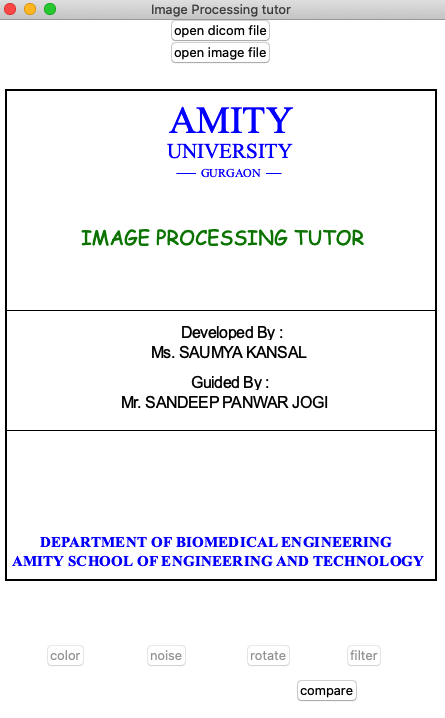 Image Processing tutor
open dicom file
open image file
AMITY
UNIVERSITY
GURGAON
IMAGE PROCESSING TUTOR
Developed By :
Ms. SAUMYA KANSAL
Guided By :
Mr. SANDEEP PANWAR JOGI
DEPARTMENT OF BIOMEDICAL ENGINEERING
AMITY SCHOOL OF ENGINEERING AND TECHNOLOGY
color noise rotate filter
compare